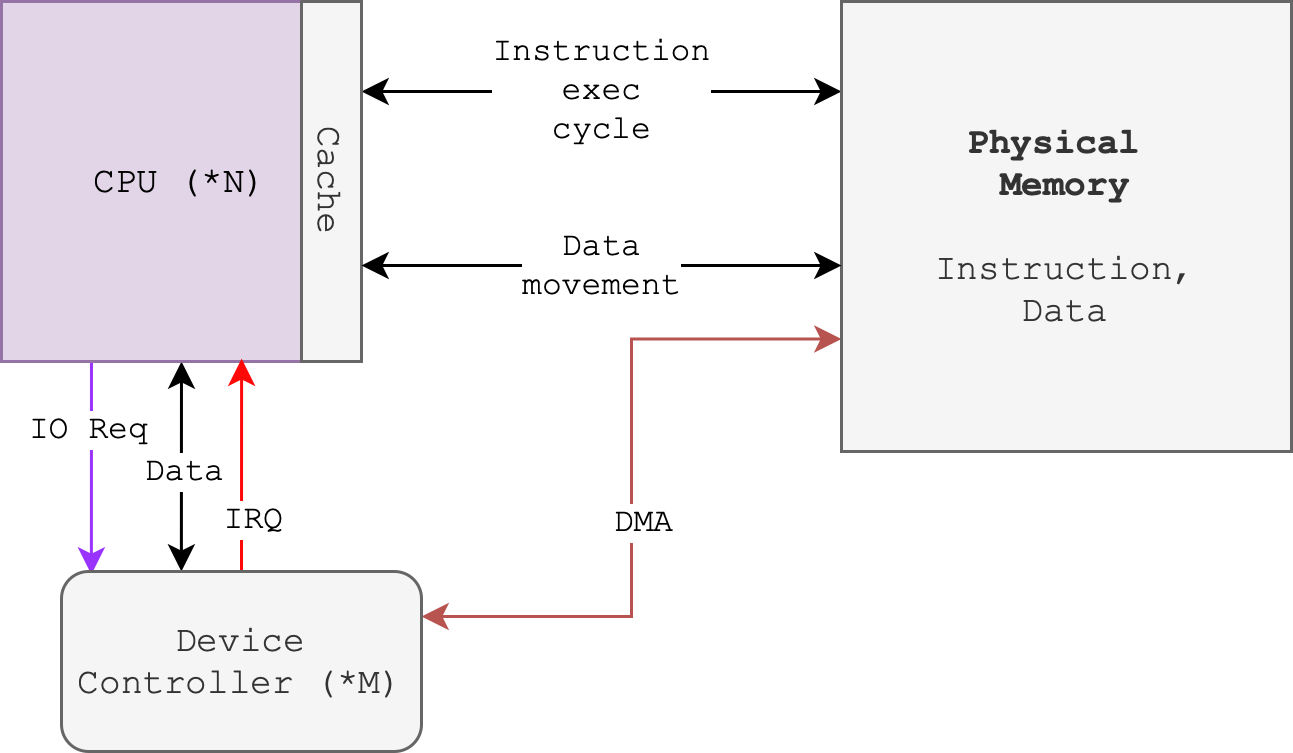 CPU (*N)
Cache
Instruction
exec
cycle
Data
movement
Physical
Memory
Instruction,
Data
IO Req
Data
IRQ
DMA
Device
Controller (*M)